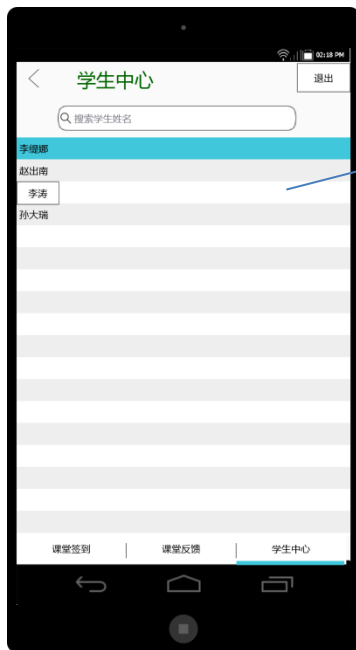 02:18 PM
学生中心
退出
搜索学生姓名
李缇娜
赵出南
李涛
孙大瑞
课堂签到
课堂反馈
学生中心